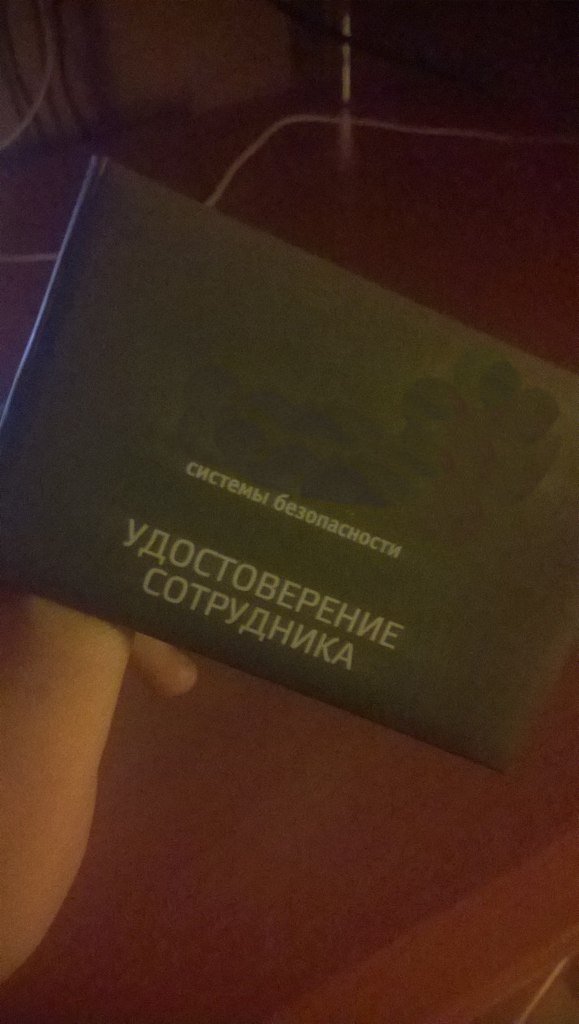 системы безопасности
УДОСТОВЕРЕНИЕ
СОТРУДНИКА